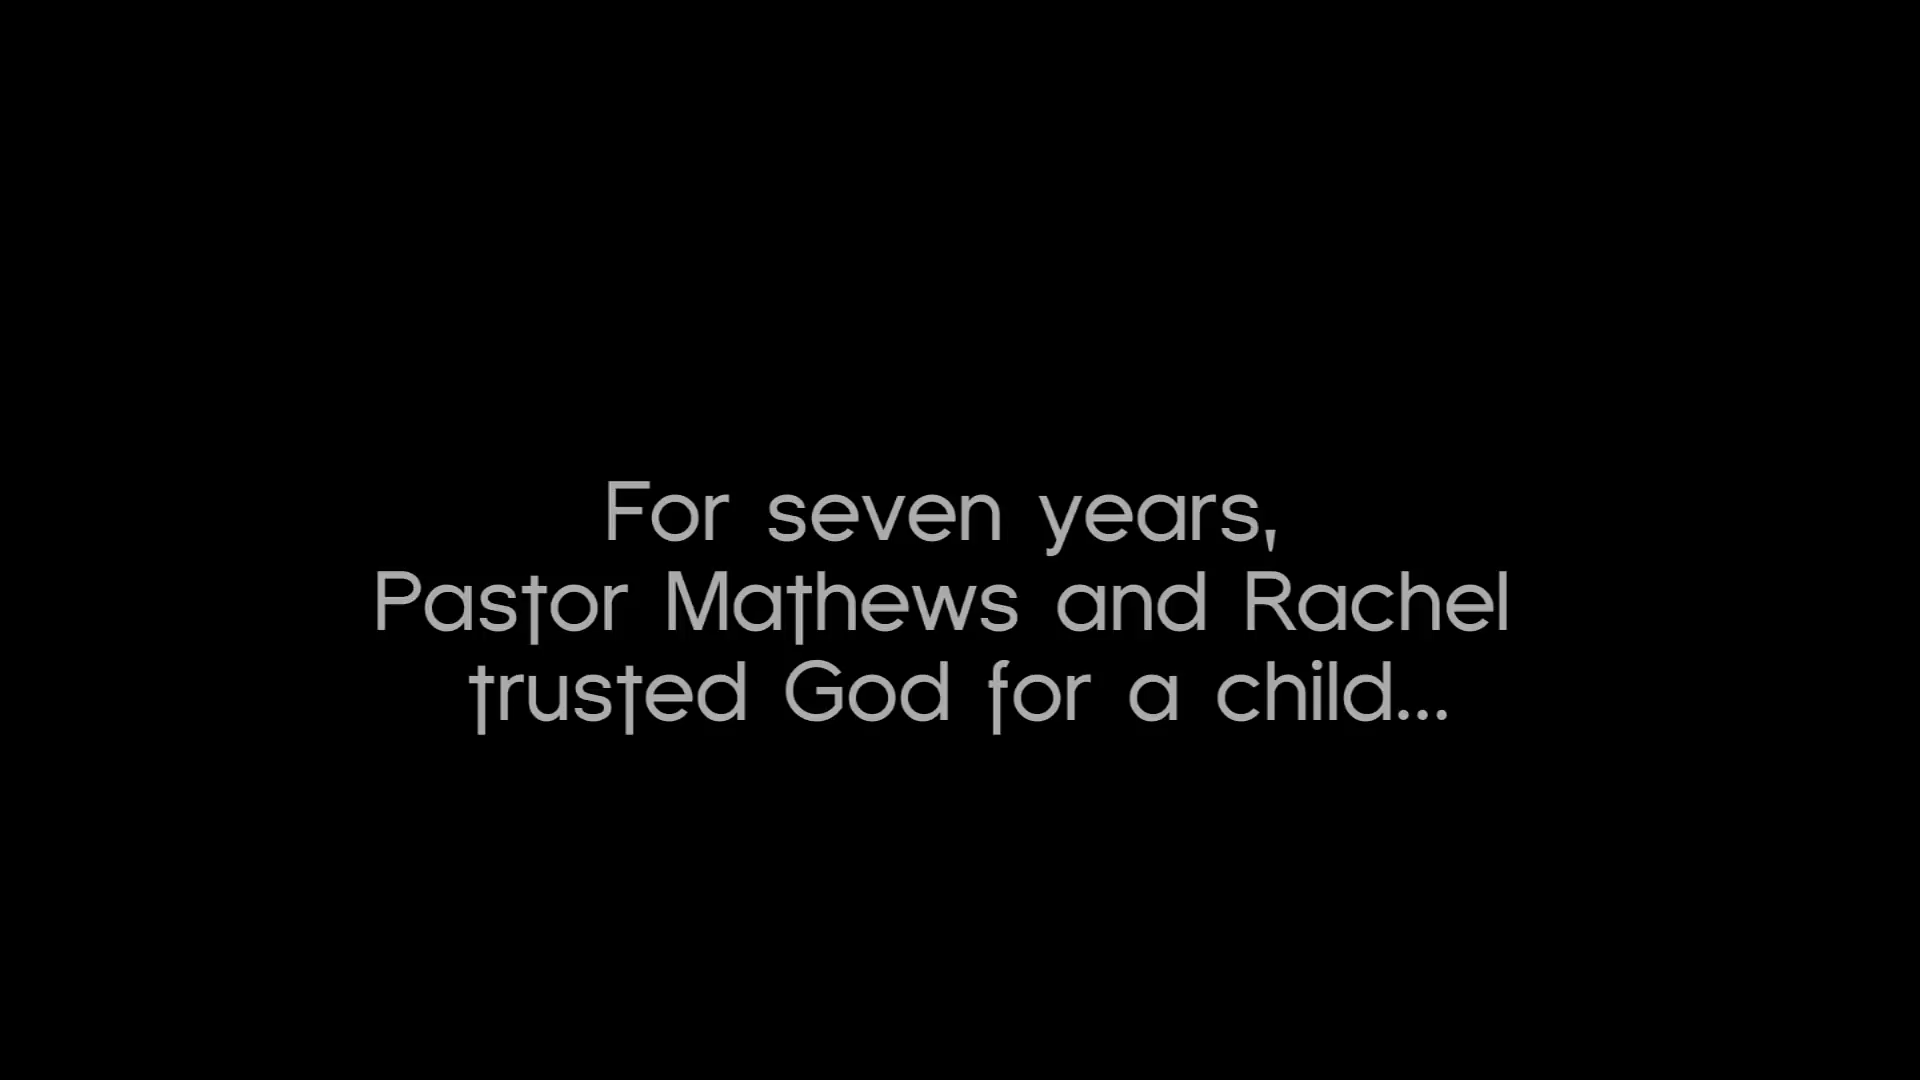 For seven years,
Pastor Mathews and Rachel
trusted God for a child...